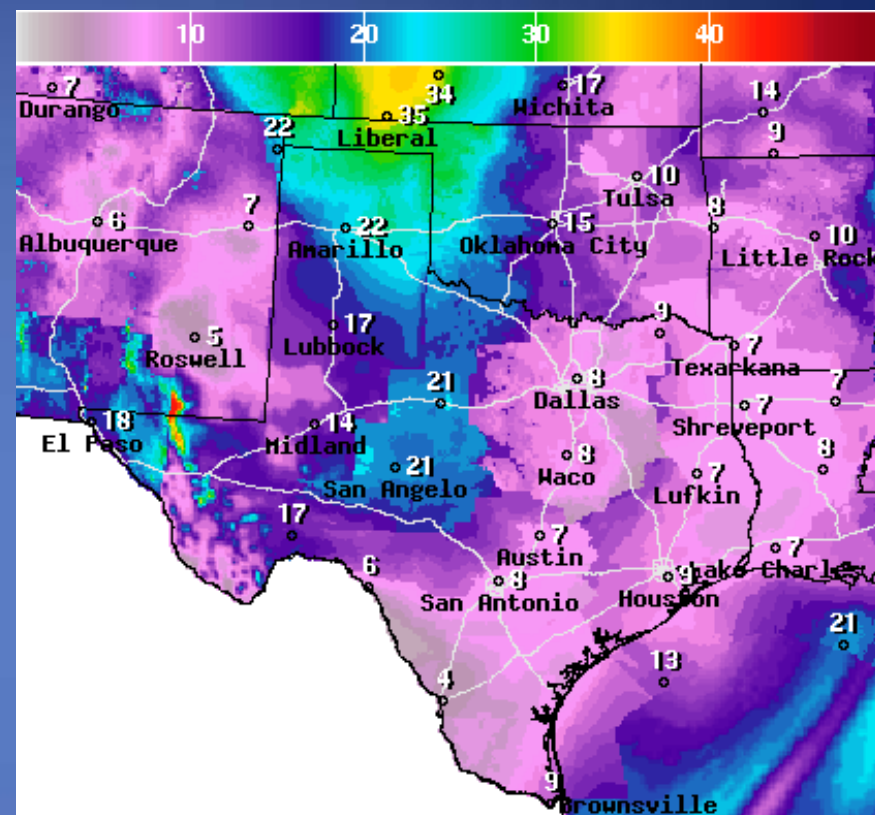 10 20 30 40
7 34 17
Durango Wichita 14
35
Liberal
22 9
10
Tulsa
6 7 22 15 8 10
Albuquerque Amarillo Oklahoma City Little Rock
5 17 9
Roswell Lubbock 7
Texarkana
8
Dallas
21 7 7
18 14 Shreveport
El Paso Midland
21 8 7 8
San Angelo Waco Lufkin
17 7 7
Austin
6 8 9 Lake Charles
San Antonio Houston
21
4 13
9
Brownsville